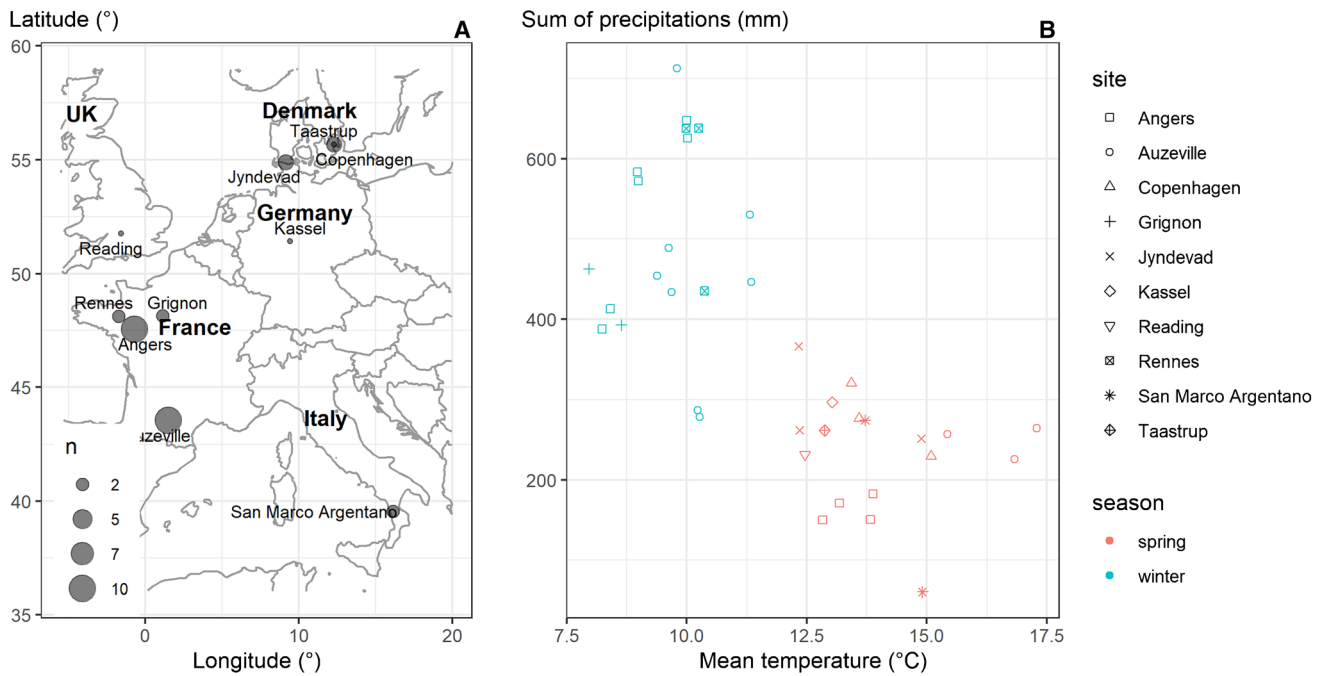 Latitude (°)
A
60
55
50
45
40
35
UK
Denmark
Taastrup
Copenhagen
Jyndevad
Germany
Kassel
Reading
Rennes
Grignon
France
Angers
Italy
uzeville
San Marco Argentano
n
2
5
7
10
0
10
20
Longitude (°)
Sum of precipitations (mm)
B
600
400
200
7.5
10.0
12.5
15.0
17.5
Mean temperature (°C)
site
Angers
Auzeville
Copenhagen
Grignon
Jyndevad
Kassel
Reading
Rennes
San Marco Argentano
Taastrup
season
spring
winter